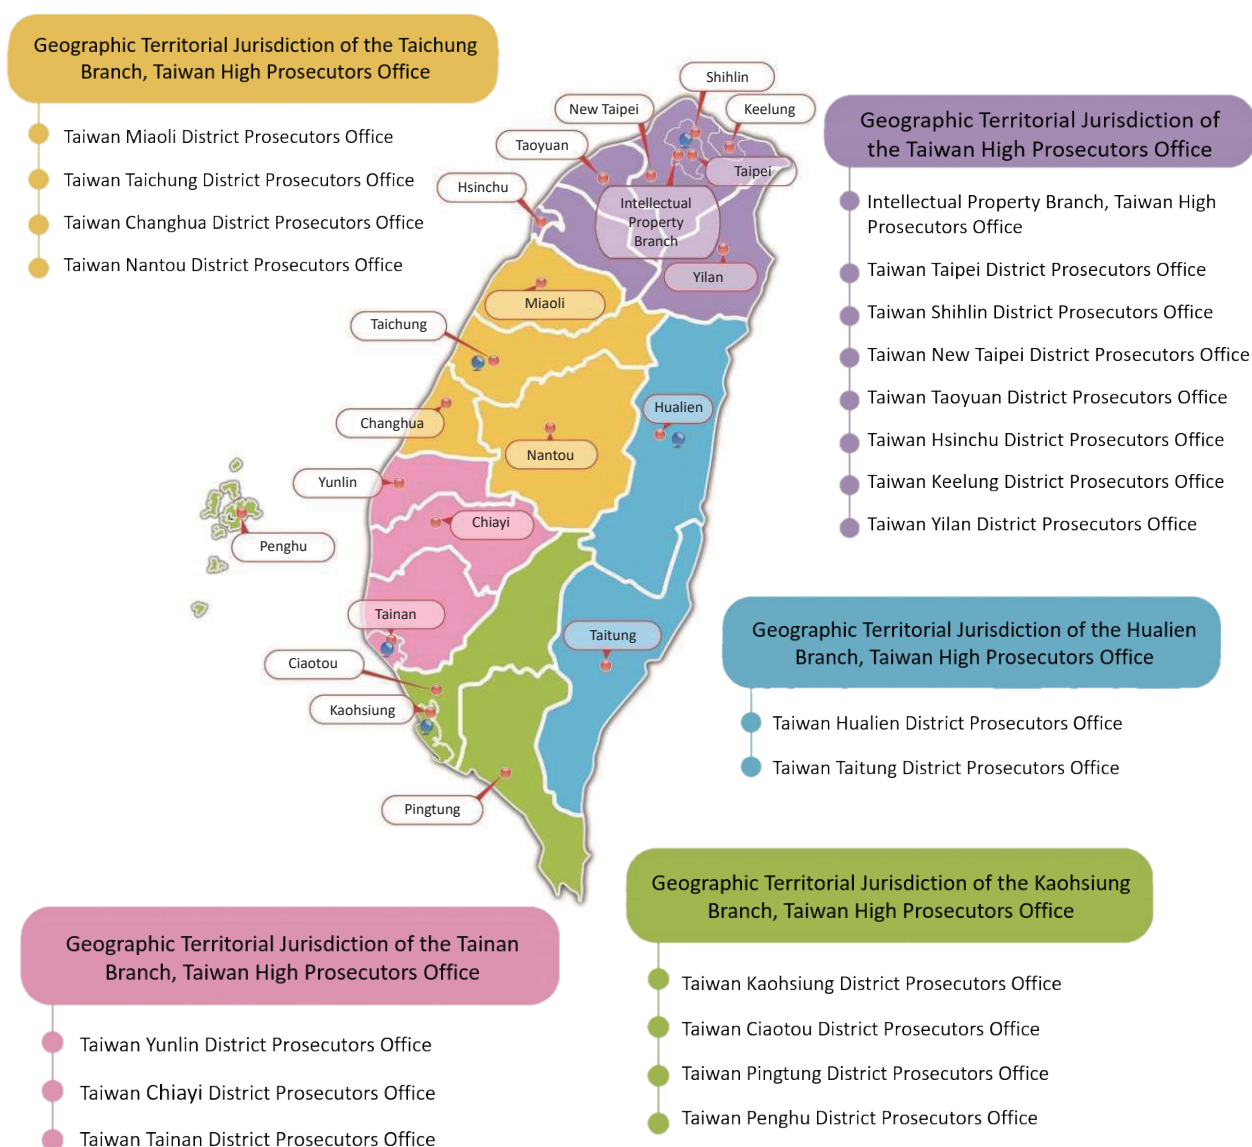 Geographic Territorial Jurisdiction of the Taichung
Branch, Taiwan High Prosecutors Office
Taiwan Miaoli District Prosecutors Office
Taiwan Taichung District Prosecutors Office
Taiwan Changhua District Prosecutors Office
Taiwan Nantou District Prosecutors Office
Shihlin
New Taipei
Keelung
Taoyuan
Taipei
Hsinchu
Intellectual
Property
Branch
Yilan
Miaoli
Taichung
Hualien
Changhua
Nantou
Yunlin
Chiayi
Penghu
Tainan
Taitung
Ciaotou
Kaohsiung
Pingtung
Geographic Territorial Jurisdiction of
the Taiwan High Prosecutors Office
Intellectual Property Branch, Taiwan High
Prosecutors Office
Taiwan Taipei District Prosecutors Office
Taiwan Shihlin District Prosecutors Office
Taiwan New Taipei District Prosecutors Office
Taiwan Taoyuan District Prosecutors Office
Taiwan Hsinchu District Prosecutors Office
Taiwan Keelung District Prosecutors Office
Taiwan Yilan District Prosecutors Office
Geographic Territorial Jurisdiction of the Hualien
Branch, Taiwan High Prosecutors Office
Taiwan Hualien District Prosecutors Office
Taiwan Taitung District Prosecutors Office
Geographic Territorial Jurisdiction of the Kaohsiung
Branch, Taiwan High Prosecutors Office
Taiwan Kaohsiung District Prosecutors Office
Taiwan Ciaotou District Prosecutors Office
Taiwan Pingtung District Prosecutors Office
Taiwan Penghu District Prosecutors Office
Geographic Territorial Jurisdiction of the Tainan
Branch, Taiwan High Prosecutors Office
Taiwan Yunlin District Prosecutors Office
Taiwan Chiayi District Prosecutors Office
Taiwan Tainan District Prosecutors Office